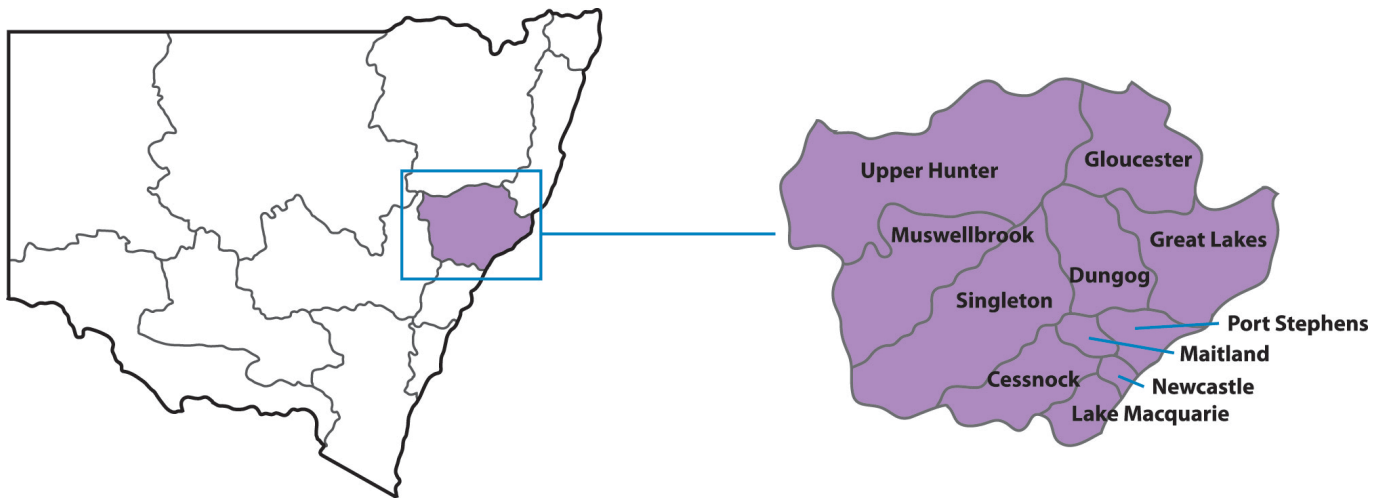 Gloucester
Upper Hunter
Muswellbrook
Great Lakes
Dungog
Singleton
Port Stephens
Maitland
Cessnock
Newcastle
Lake Macquarie